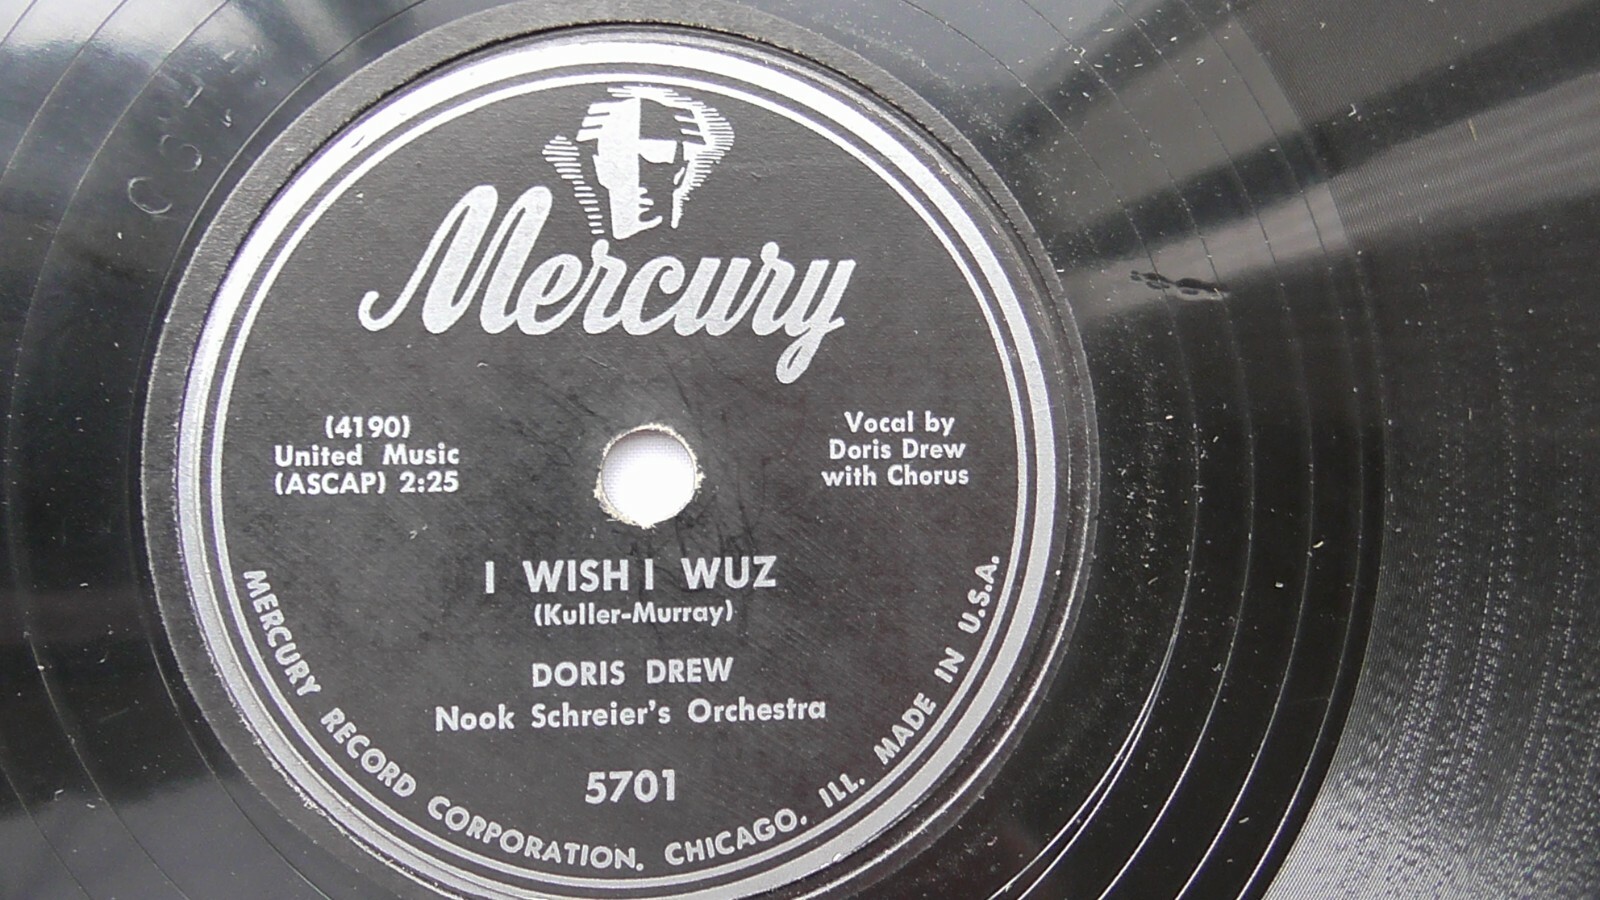 Mercury
(4190)
United Music
(ASCAP) 2:25
Vocal by
Doris Drew
with Chorus
I WISH I WUZ
(Kuller-Murray)
DORIS DREW
Nook Schreier's Orchestra
5701
MERCURY RECORD CORPORATION. CHICAGO, ILL. MADE IN U.S.A.